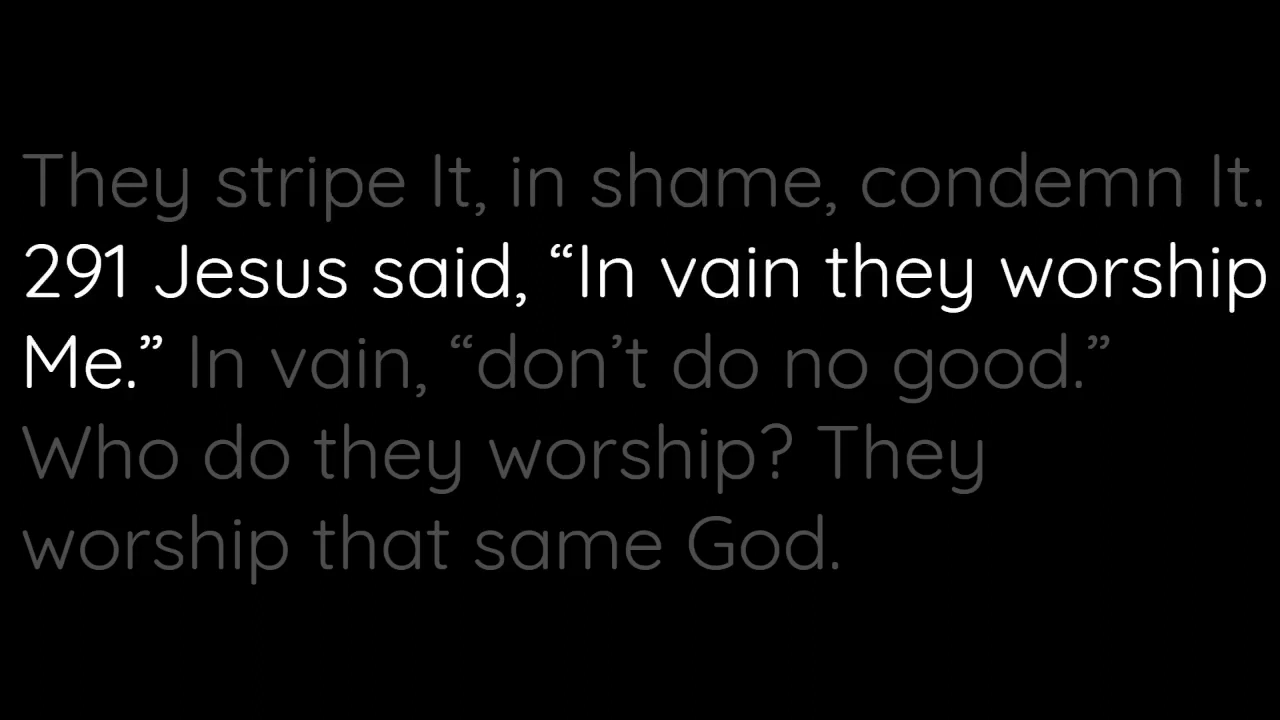 They stripe It, in shame, condemn It.
291 Jesus said, “In vain they worship
Me.” In vain, “don’t do no good.”
Who do they worship? They
worship that same God.